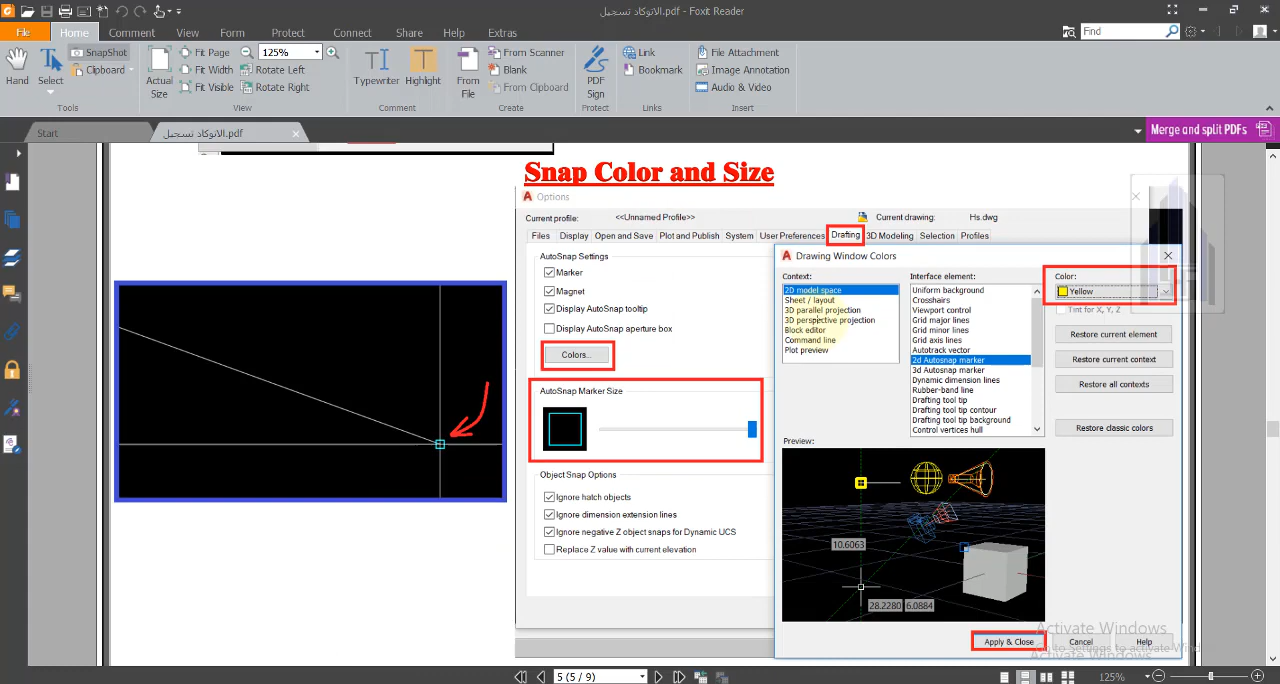 الاتوكاد تسجيل.pdf - Foxit Reader
File
Home
Comment
View
Form
Protect
Connect
Share
Help
Extras
Find
Hand
Select
SnapShot
Clipboard
Tools
Actual Size
Fit Page
Fit Width
Fit Visible
125%
Rotate Left
Rotate Right
View
Typewriter
Highlight
Comment
From File
From Scanner
Blank
From Clipboard
Create
PDF Sign
Protect
Link
Bookmark
Links
File Attachment
Image Annotation
Audio & Video
Insert
Start
الاتوكاد تسجيل.pdf
Merge and split PDFs
Snap Color and Size
Options
Current profile: <<Unnamed Profile>> Current drawing: Hs.dwg
Files Display Open and Save Plot and Publish System User Preferences Drafting 3D Modeling Selection Profiles
AutoSnap Settings
Marker
Magnet
Display AutoSnap tooltip
Display AutoSnap aperture box
Colors...
AutoSnap Marker Size
Object Snap Options
Ignore hatch objects
Ignore dimension extension lines
Ignore negative Z object snaps for Dynamic UCS
Replace Z value with current elevation
Drawing Window Colors
Context:
2D model space
Sheet / layout
3D parallel projection
3D perspective projection
Block editor
Command line
Plot preview
Interface element:
Uniform background
Crosshairs
Viewport control
Grid major lines
Grid minor lines
Grid axis lines
Autotrack vector
2d Autosnap marker
3d Autosnap marker
Dynamic dimension lines
Rubber-band line
Drafting tool tip
Drafting tool tip contour
Drafting tool tip background
Control vertices hull
Color:
Yellow
Tint for X, Y, Z
Restore current element
Restore current context
Restore all contexts
Restore classic colors
Preview:
10.6063
28.2280 6.0884
Apply & Close
Cancel
Help
Activate Windows
Go to Settings to activate Wind
Activate Windows
5 (5 / 9)
125%